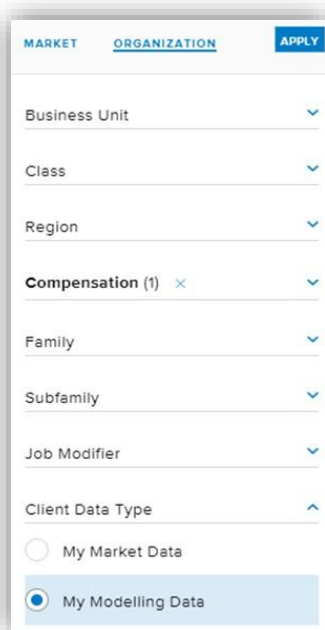 MARKET ORGANIZATION APPLY
Business Unit
Class
Region
Compensation (1) ×
Family
Subfamily
Job Modifier
Client Data Type
My Market Data
My Modelling Data